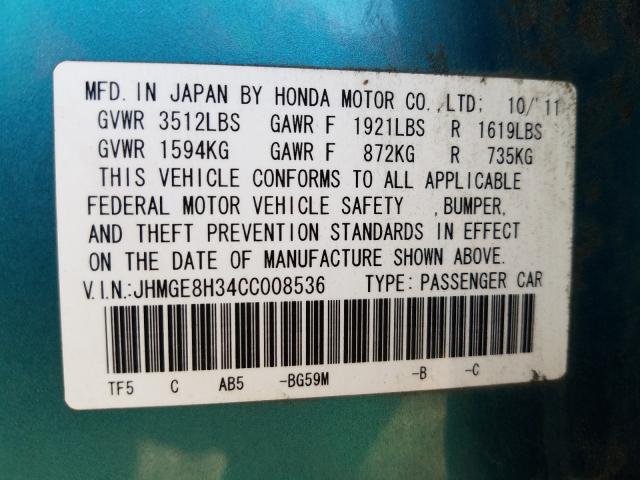 MFD. IN JAPAN BY HONDA MOTOR CO., LTD; 10/'11
GVWR 3512LBS GAWR F 1921LBS R 1619LBS
GVWR 1594KG GAWR F 872KG R 735KG
THIS VEHICLE CONFORMS TO ALL APPLICABLE
FEDERAL MOTOR VEHICLE SAFETY ,BUMPER,
AND THEFT PREVENTION STANDARDS IN EFFECT
ON THE DATE OF MANUFACTURE SHOWN ABOVE.
V.I.N.:JHMGE8H34CC008536 TYPE: PASSENGER CAR
TF5 C AB5 -BG59M -B -C